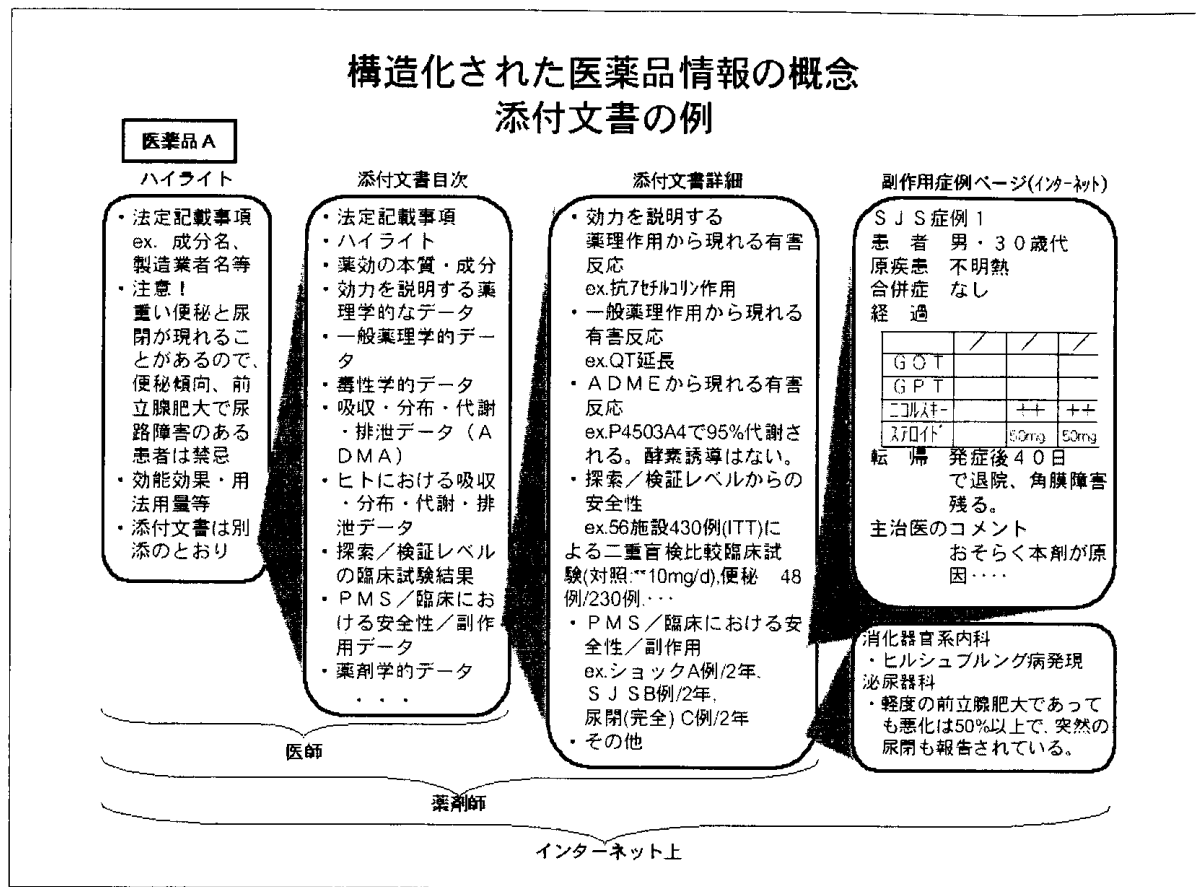 構造化された医薬品情報の概念
添付文書の例
医薬品A
ハイライト
・法定記載事項
ex. 成分名、
製造業者名等
・注意!
重い便秘と尿
閉が現れるこ
とがあるので、
便秘傾向、前
立腺肥大で尿
路障害のある
患者は禁忌
・効能効果・用
法用量等
・添付文書は別
添のとおり
添付文書目次
・法定記載事項
・ハイライト
・薬効の本質・成分
・効力を説明する薬
理学的なデータ
・一般薬理学的デー
タ
・毒性学的データ
・吸収・分布・代謝
・排泄データ(A
DMA)
・ヒトにおける吸収
・分布・代謝・排
泄データ
・探索/検証レベル
の臨床試験結果
・PMS/臨床にお
ける安全性/副作
用データ
・薬剤学的データ
・・・
添付文書詳細
・効力を説明する
薬理作用から現れる有害
反応
ex.抗アセチルコリン作用
・一般薬理作用から現れる
有害反応
ex.QT延長
・ADMEから現れる有害
反応
ex.P4503A4で95%代謝さ
れる。酵素誘導はない。
・探索/検証レベルからの
安全性
ex.56施設430例(ITT)に
よる二重盲検比較臨床試
験(対照:**10mg/d),便秘 48
例/230例.・・・
・PMS/臨床における安
全性/副作用
ex.ショックA例/2年、
SJSB例/2年,
尿閉(完全) C例/2年
・その他
副作用症例ページ(インターネット)
SJS症例1
患 者 男・30歳代
原疾患 不明熱
合併症 なし
経 過
/ / /
GOT
GPT
ニコルスキー ++ ++
ステロイド 50mg 50mg
転 帰 発症後40日
で退院、角膜障害
残る。
主治医のコメント
おそらく本剤が原
因・・・・
消化器官系内科
・ヒルシュブルング病発現
泌尿器科
・軽度の前立腺肥大であって
も悪化は50%以上で、突然の
尿閉も報告されている。
医師
薬剤師
インターネット上